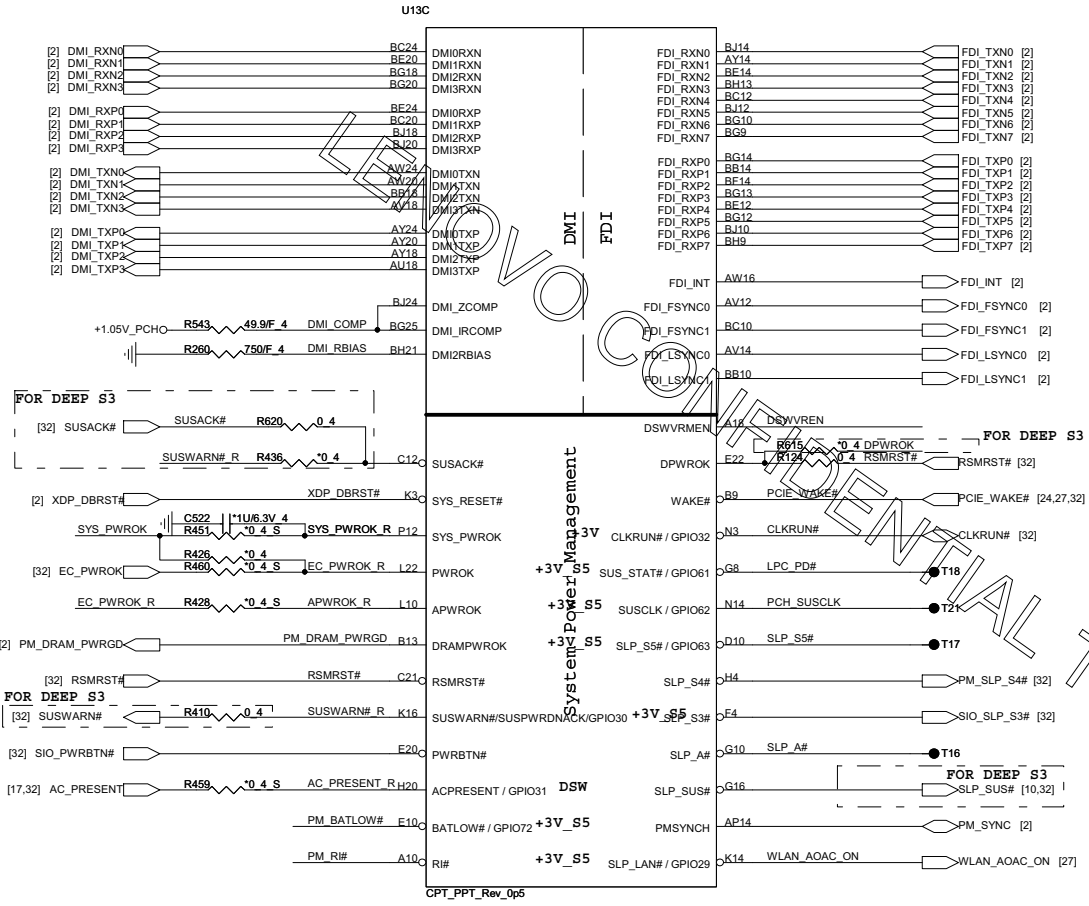 U13C
[2] DMI_RXN0 BC24 DMI0RXN
[2] DMI_RXN1 BE20 DMI1RXN
[2] DMI_RXN2 BG18 DMI2RXN
[2] DMI_RXN3 BG20 DMI3RXN
[2] DMI_RXP0 BE24 DMI0RXP
[2] DMI_RXP1 BC20 DMI1RXP
[2] DMI_RXP2 BJ18 DMI2RXP
[2] DMI_RXP3 BJ20 DMI3RXP
[2] DMI_TXN0 AW24 DMI0TXN
[2] DMI_TXN1 AW20 DMI1TXN
[2] DMI_TXN2 BB18 DMI2TXN
[2] DMI_TXN3 AV18 DMI3TXN
[2] DMI_TXP0 AY24 DMI0TXP
[2] DMI_TXP1 AY20 DMI1TXP
[2] DMI_TXP2 AY18 DMI2TXP
[2] DMI_TXP3 AU18 DMI3TXP
BJ24 DMI_ZCOMP
+1.05V_PCH R543 49.9/F_4 DMI_COMP BG25 DMI_IRCOMP
R260 750/F_4 DMI_RBIAS BH21 DMI2RBIAS
DMI
FDI
FDI_RXN0 BJ14 FDI_TXN0 [2]
FDI_RXN1 AY14 FDI_TXN1 [2]
FDI_RXN2 BE14 FDI_TXN2 [2]
FDI_RXN3 BH13 FDI_TXN3 [2]
FDI_RXN4 BC12 FDI_TXN4 [2]
FDI_RXN5 BJ12 FDI_TXN5 [2]
FDI_RXN6 BG10 FDI_TXN6 [2]
FDI_RXN7 BG9 FDI_TXN7 [2]
FDI_RXP0 BG14 FDI_TXP0 [2]
FDI_RXP1 BB14 FDI_TXP1 [2]
FDI_RXP2 BF14 FDI_TXP2 [2]
FDI_RXP3 BG13 FDI_TXP3 [2]
FDI_RXP4 BE12 FDI_TXP4 [2]
FDI_RXP5 BG12 FDI_TXP5 [2]
FDI_RXP6 BJ10 FDI_TXP6 [2]
FDI_RXP7 BH9 FDI_TXP7 [2]
FDI_INT AW16 FDI_INT [2]
FDI_FSYNC0 AV12 FDI_FSYNC0 [2]
FDI_FSYNC1 BC10 FDI_FSYNC1 [2]
FDI_LSYNC0 AV14 FDI_LSYNC0 [2]
FDI_LSYNC1 BB10 FDI_LSYNC1 [2]
FOR DEEP S3
[32] SUSACK# SUSACK# R620 0_4
SUSWARN#_R R436 *0_4 C12 SUSACK#
[2] XDP_DBRST# XDP_DBRST# K3 SYS_RESET#
C522 *1U/6.3V_4
SYS_PWROK R451 *0_4_S SYS_PWROK_R P12 SYS_PWROK
R426 *0_4
[32] EC_PWROK R460 *0_4_S EC_PWROK_R L22 PWROK
EC_PWROK_R R428 *0_4_S APWROK_R L10 APWROK
[2] PM_DRAM_PWRGD PM_DRAM_PWRGD B13 DRAMPWROK
[32] RSMRST# RSMRST# C21 RSMRST#
FOR DEEP S3
[32] SUSWARN# R410 0_4 SUSWARN#_R K16 SUSWARN#/SUSPWRDNACK/GPIO30 +3V_S5
[32] SIO_PWRBTN# E20 PWRBTN#
[17,32] AC_PRESENT R459 *0_4_S AC_PRESENT_R H20 ACPRESENT / GPIO31 DSW
PM_BATLOW# E10 BATLOW# / GPIO72 +3V_S5
PM_RI# A10 RI# +3V_S5
System Power Management
DSWVRMEN A18 DSWVREN
R615 *0_4 DPWROK FOR DEEP S3
DPWROK E22 R124 0_4 RSMRST# RSMRST# [32]
WAKE# B9 PCIE_WAKE# PCIE_WAKE# [24,27,32]
+3V CLKRUN# / GPIO32 N3 CLKRUN# CLKRUN# [32]
+3V_S5 SUS_STAT# / GPIO61 G8 LPC_PD# T18
+3V_S5 SUSCLK / GPIO62 N14 PCH_SUSCLK T21
+3V_S5 SLP_S5# / GPIO63 D10 SLP_S5# T17
SLP_S4# H4 PM_SLP_S4# [32]
SLP_S3# F4 SIO_SLP_S3# [32]
SLP_A# G10 SLP_A# T16
FOR DEEP S3
SLP_SUS# G16 SLP_SUS# [10,32]
PMSYNCH AP14 PM_SYNC [2]
SLP_LAN# / GPIO29 K14 WLAN_AOAC_ON WLAN_AOAC_ON [27]
CPT_PPT_Rev_0p5
LENOVO CONFIDENTIAL